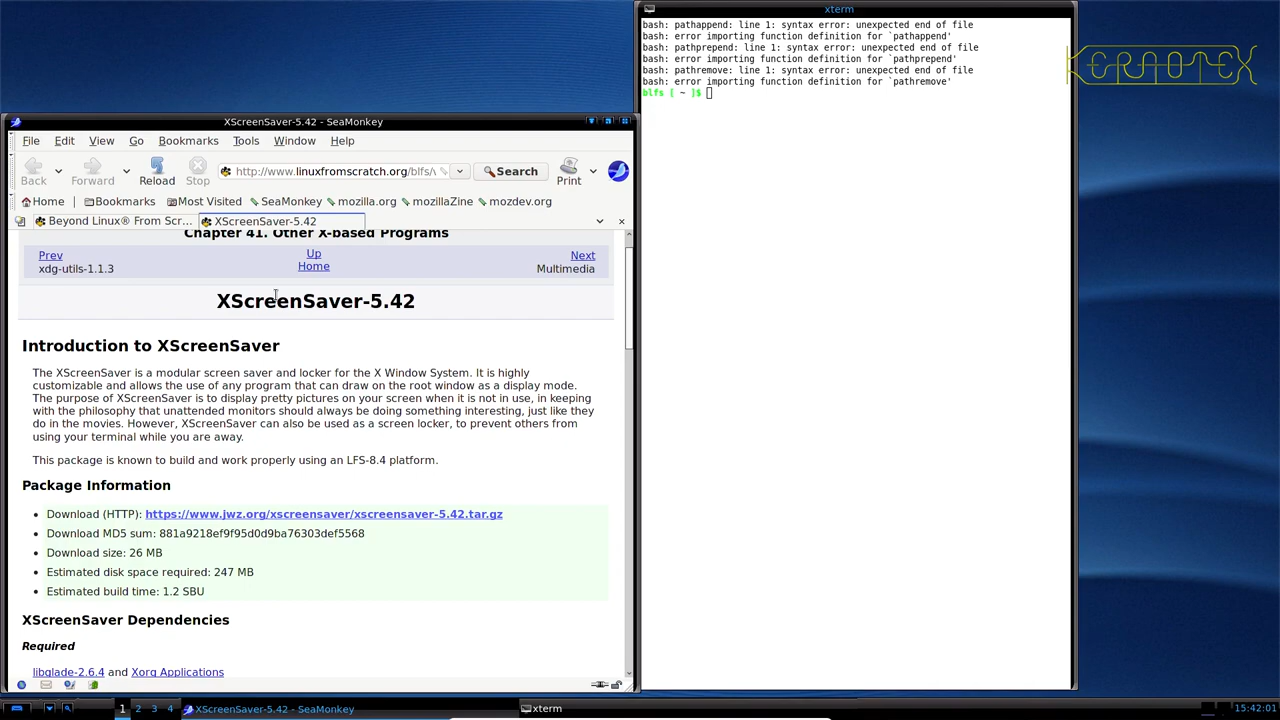 xterm
bash: pathappend: line 1: syntax error: unexpected end of file
bash: error importing function definition for `pathappend'
bash: pathprepend: line 1: syntax error: unexpected end of file
bash: error importing function definition for `pathprepend'
bash: pathremove: line 1: syntax error: unexpected end of file
bash: error importing function definition for `pathremove'
blfs [ ~ ]$
KERAOTEX
XScreenSaver-5.42 - SeaMonkey
File Edit View Go Bookmarks Tools Window Help
Back Forward Reload Stop http://www.linuxfromscratch.org/blfs/ Search Print
Home Bookmarks Most Visited SeaMonkey mozilla.org mozillaZine mozdev.org
Beyond Linux® From Scr... XScreenSaver-5.42
Chapter 41. Other X-based Programs
Prev Up Next
xdg-utils-1.1.3 Home Multimedia
XScreenSaver-5.42
Introduction to XScreenSaver
The XScreenSaver is a modular screen saver and locker for the X Window System. It is highly
customizable and allows the use of any program that can draw on the root window as a display mode.
The purpose of XScreenSaver is to display pretty pictures on your screen when it is not in use, in keeping
with the philosophy that unattended monitors should always be doing something interesting, just like they
do in the movies. However, XScreenSaver can also be used as a screen locker, to prevent others from
using your terminal while you are away.
This package is known to build and work properly using an LFS-8.4 platform.
Package Information
Download (HTTP): https://www.jwz.org/xscreensaver/xscreensaver-5.42.tar.gz
Download MD5 sum: 881a9218ef9f95d0d9ba76303def5568
Download size: 26 MB
Estimated disk space required: 247 MB
Estimated build time: 1.2 SBU
XScreenSaver Dependencies
Required
libglade-2.6.4 and Xorg Applications
1 2 3 4 XScreenSaver-5.42 - SeaMonkey xterm 15:42:01